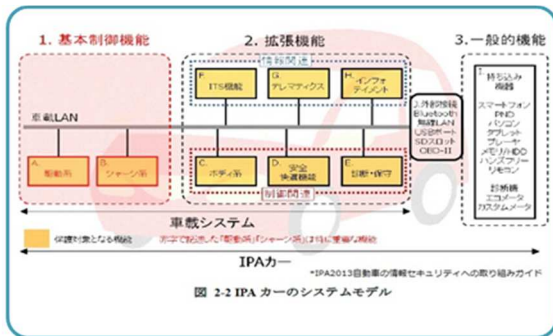 1. 基本制御機能
2. 拡張機能
3.一般的機能
情報関連
F.
ITS機能
G.
テレマティクス
H.
インフォ
テイメント
車載LAN
A.
駆動系
B.
シャーシ系
C.
ボディ系
D.
安全
快適機能
E.
診断・保守
制御関連
J.外部接続
Bluetooth
無線LAN
USBポート
SDスロット
OBD-II
I.
持ち込み
機器
スマートフォン
PND
パソコン
タブレット
プレーヤ
メモリ/HDD
ハンズフリー
リモコン
診断機
エコメータ
カスタムメータ
車載システム
保護対象となる機能
赤字で記述した「駆動系」「シャーシ系」は特に重要な機能
IPAカー
*IPA2013自動車の情報セキュリティへの取り組みガイド
図 2-2 IPA カーのシステムモデル